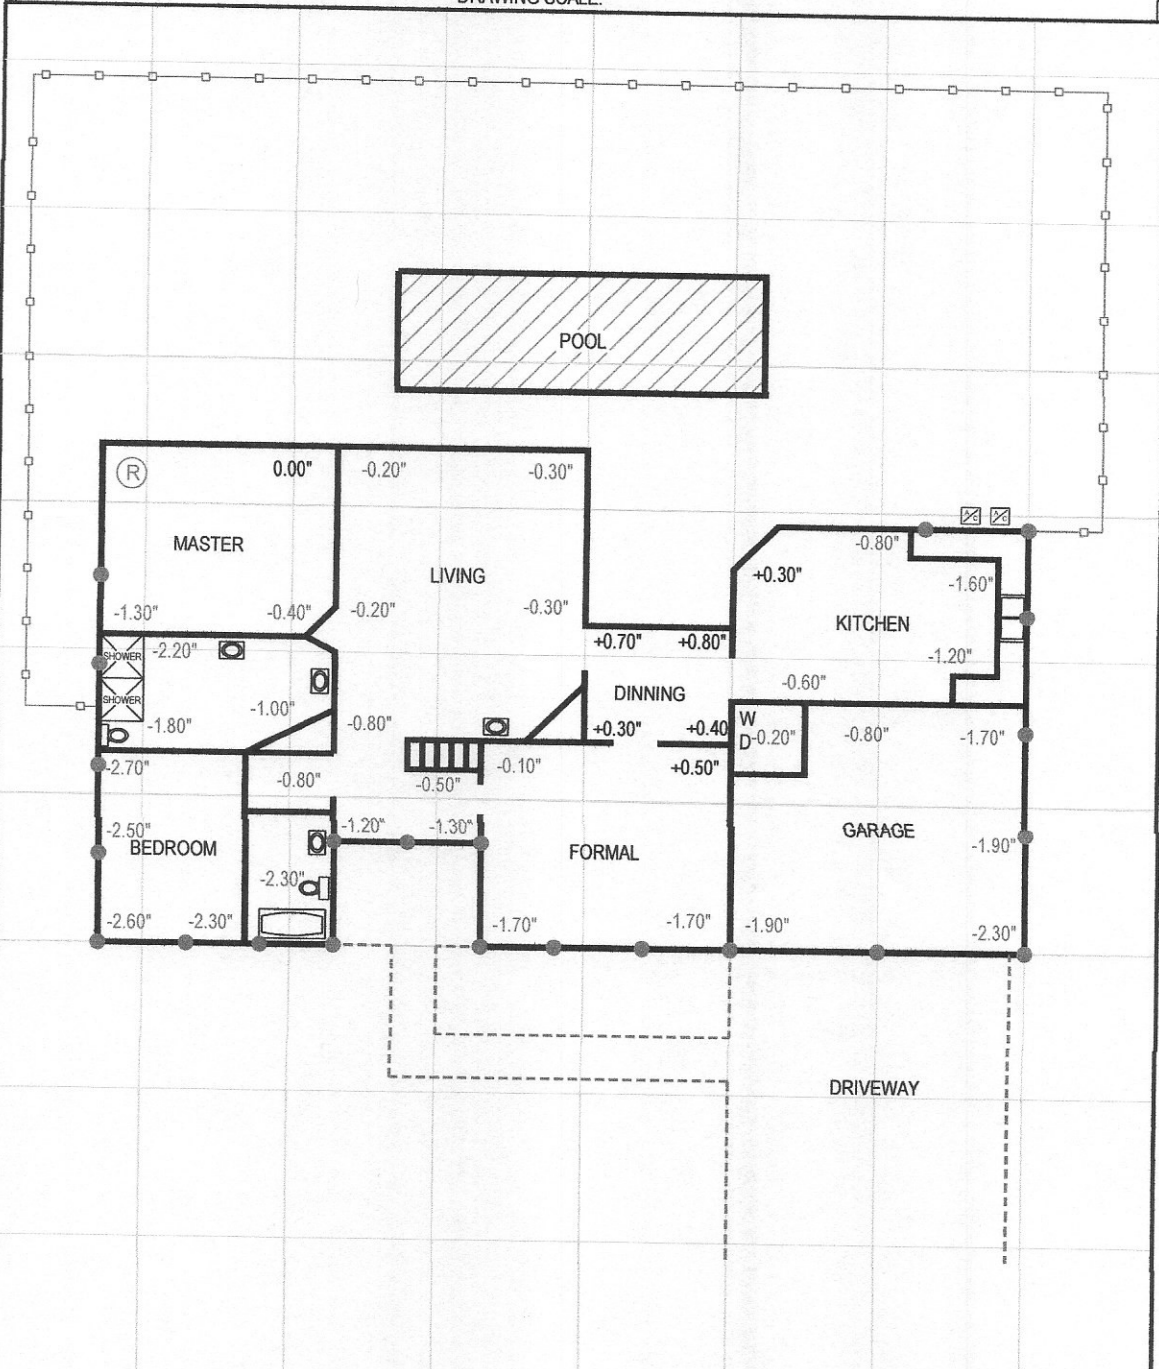 DRAWING SCALE:
POOL
R
0.00"
-0.20"
-0.30"
MASTER
LIVING
-0.80"
A/C
A/C
+0.30"
-1.60"
-1.30"
-0.40"
-0.20"
-0.30"
KITCHEN
+0.70"
+0.80"
SHOWER
-2.20"
-1.20"
SHOWER
-1.00"
DINNING
-0.60"
-1.80"
-0.80"
+0.30"
+0.40
W
D
-0.20"
-0.80"
-1.70"
-2.70"
-0.80"
-0.50"
-0.10"
+0.50"
-2.50"
-1.20"
-1.30"
GARAGE
BEDROOM
FORMAL
-1.90"
-2.30"
-2.60"
-2.30"
-1.70"
-1.70"
-1.90"
-2.30"
DRIVEWAY